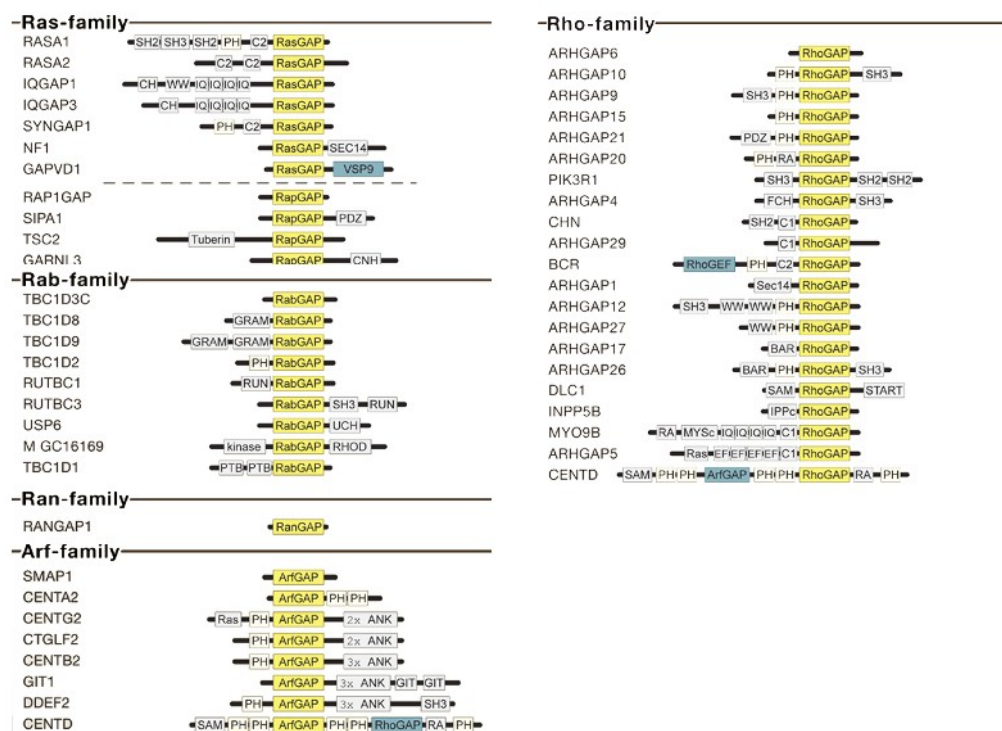 Ras-family
RASA1 SH2 SH3 SH2 PH C2 RasGAP
RASA2 C2 C2 RasGAP
IQGAP1 CH WW IQ IQ IQ IQ RasGAP
IQGAP3 CH IQ IQ IQ IQ RasGAP
SYNGAP1 PH C2 RasGAP
NF1 RasGAP SEC14
GAPVD1 RasGAP VSP9
RAP1GAP RapGAP
SIPA1 RapGAP PDZ
TSC2 Tuberin RapGAP
GARNL3 RapGAP CNH
Rab-family
TBC1D3C RabGAP
TBC1D8 GRAM RabGAP
TBC1D9 GRAM GRAM RabGAP
TBC1D2 PH RabGAP
RUTBC1 RUN RabGAP
RUTBC3 RabGAP SH3 RUN
USP6 RabGAP UCH
M GC16169 kinase RabGAP RHOD
TBC1D1 PTB PTB RabGAP
Ran-family
RANGAP1 RanGAP
Arf-family
SMAP1 ArfGAP
CENTA2 ArfGAP PH PH
CENTG2 Ras PH ArfGAP 2x ANK
CTGLF2 PH ArfGAP 2x ANK
CENTB2 PH ArfGAP 3x ANK
GIT1 ArfGAP 3x ANK GIT GIT
DDEF2 PH ArfGAP 3x ANK SH3
CENTD SAM PH PH ArfGAP PH PH RhoGAP RA PH
Rho-family
ARHGAP6 RhoGAP
ARHGAP10 PH RhoGAP SH3
ARHGAP9 SH3 PH RhoGAP
ARHGAP15 PH RhoGAP
ARHGAP21 PDZ PH RhoGAP
ARHGAP20 PH RA RhoGAP
PIK3R1 SH3 RhoGAP SH2 SH2
ARHGAP4 FCH RhoGAP SH3
CHN SH2 C1 RhoGAP
ARHGAP29 C1 RhoGAP
BCR RhoGEF PH C2 RhoGAP
ARHGAP1 Sec14 RhoGAP
ARHGAP12 SH3 WW WW PH RhoGAP
ARHGAP27 WW PH RhoGAP
ARHGAP17 BAR RhoGAP
ARHGAP26 BAR PH RhoGAP SH3
DLC1 SAM RhoGAP START
INPP5B IPPc RhoGAP
MYO9B RA MYSc IQ IQ IQ IQ C1 RhoGAP
ARHGAP5 Ras EF EF EF EF C1 RhoGAP
CENTD SAM PH PH ArfGAP PH PH RhoGAP RA PH